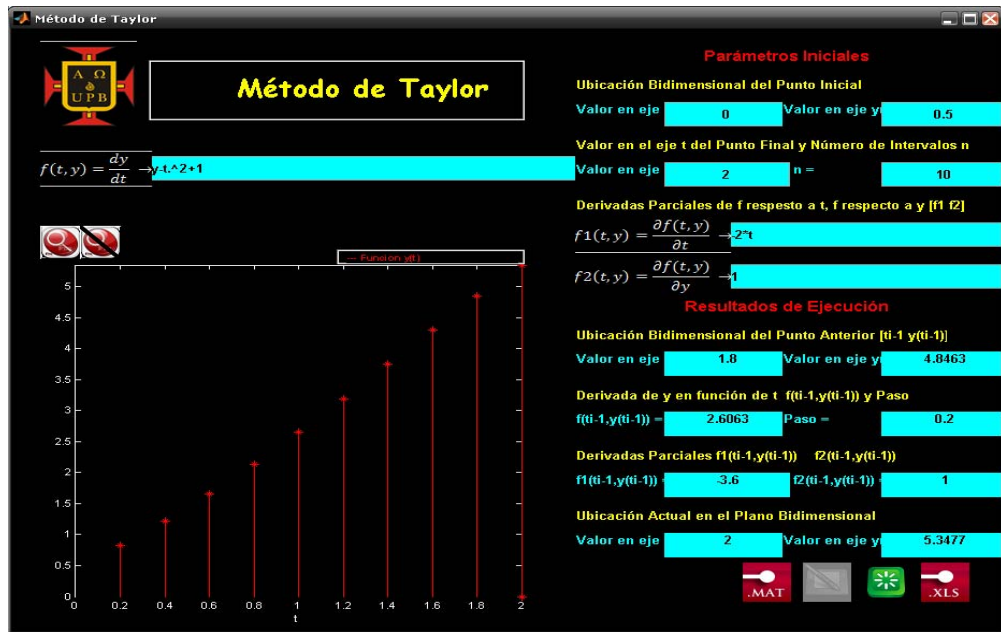 Método de Taylor
Α Ω
UPB
Método de Taylor
f(t, y) = dy/dt → y-t.^2+1
— Funsion y(t)
5
4.5
4
3.5
3
2.5
2
1.5
1
0.5
0
0 0.2 0.4 0.6 0.8 1 1.2 1.4 1.6 1.8 2
t
Parámetros Iniciales
Ubicación Bidimensional del Punto Inicial
Valor en eje 0 Valor en eje y 0.5
Valor en el eje t del Punto Final y Número de Intervalos n
Valor en eje 2 n = 10
Derivadas Parciales de f respesto a t, f respecto a y [f1 f2]
f1(t, y) = ∂f(t, y)/∂t → -2*t
f2(t, y) = ∂f(t, y)/∂y → 1
Resultados de Ejecución
Ubicación Bidimensional del Punto Anterior [ti-1 y(ti-1)]
Valor en eje 1.8 Valor en eje y 4.8463
Derivada de y en función de t f(ti-1,y(ti-1)) y Paso
f(ti-1,y(ti-1)) = 2.6063 Paso = 0.2
Derivadas Parciales f1(ti-1,y(ti-1)) f2(ti-1,y(ti-1))
f1(ti-1,y(ti-1)) = -3.6 f2(ti-1,y(ti-1)) = 1
Ubicación Actual en el Plano Bidimensional
Valor en eje 2 Valor en eje y 5.3477
.MAT .XLS